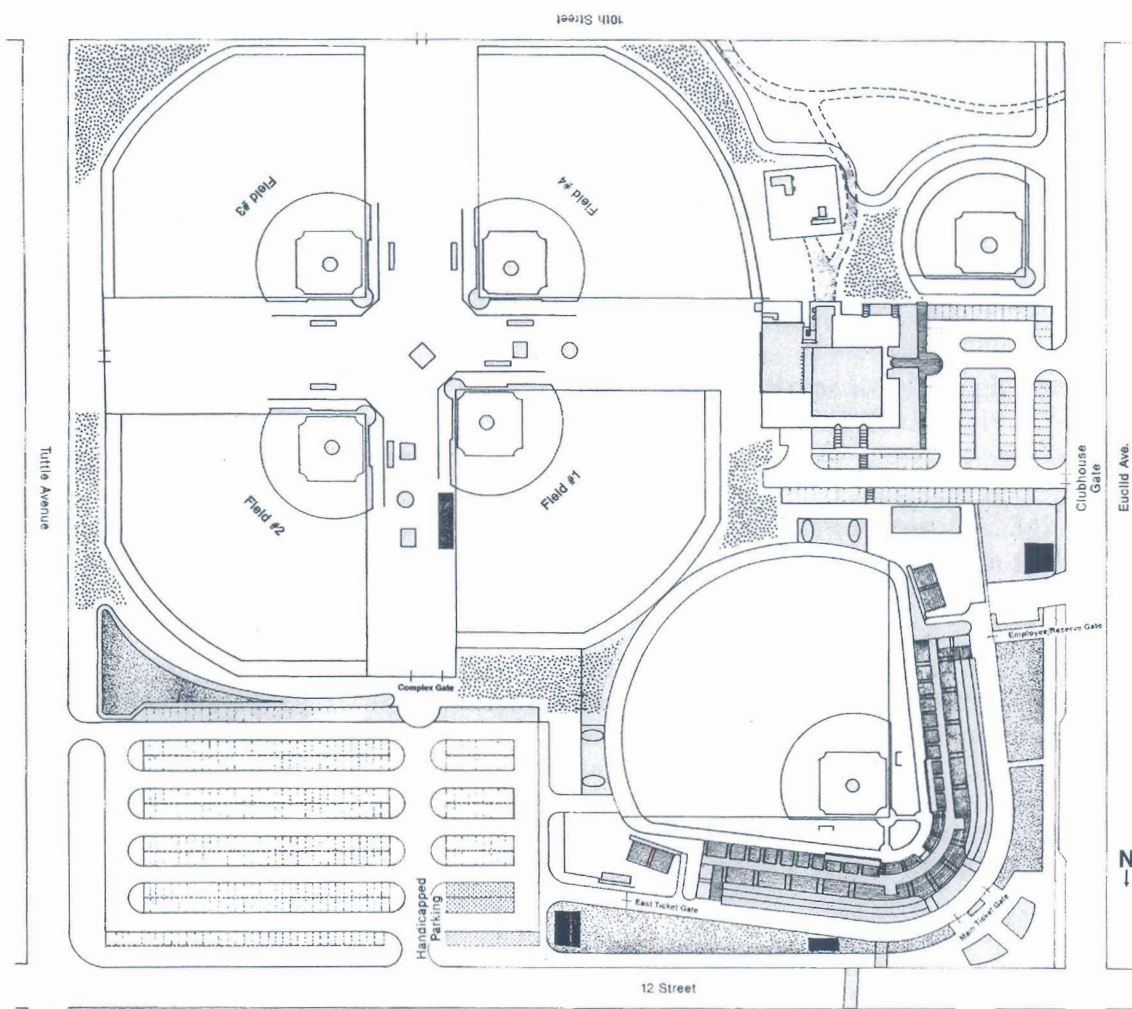 10th Street
Field #3
Field #4
Tuttle Avenue
Field #2
Field #1
Clubhouse
Gate
Euclid Ave.
Employee/Reserve Gate
Complex Gate
N
Handicapped
Parking
East Ticket Gate
Main Ticket Gate
12 Street